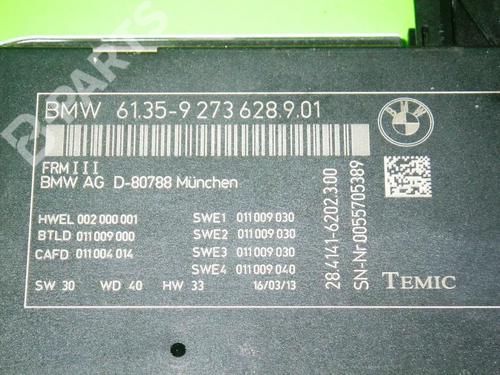 B PARTS
BMW 61.35-9 273 628.9.01
BMW
FRM III
BMW AG D-80788 München
HWEL 002 000 001
BTLD 011 009 000
CAFD 011 004 014
SWE1 011 009 030
SWE2 011 009 030
SWE3 011 009 030
SWE4 011 009 040
SW 30 WD 40 HW 33 16/03/13
28.4141-6202.3.00
SN-Nr0055705389
TEMIC